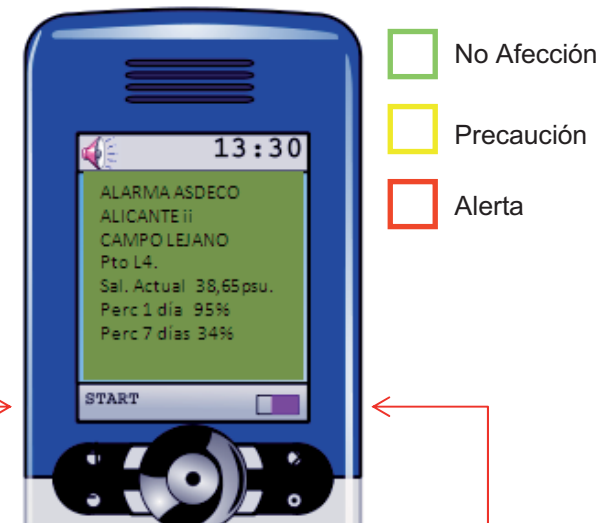 13:30
ALARMA ASDECO
ALICANTE ii
CAMPO LEJANO
Pto L4.
Sal. Actual 38,65psu.
Perc 1 día 95%
Perc 7 días 34%
START
No Afección
Precaución
Alerta